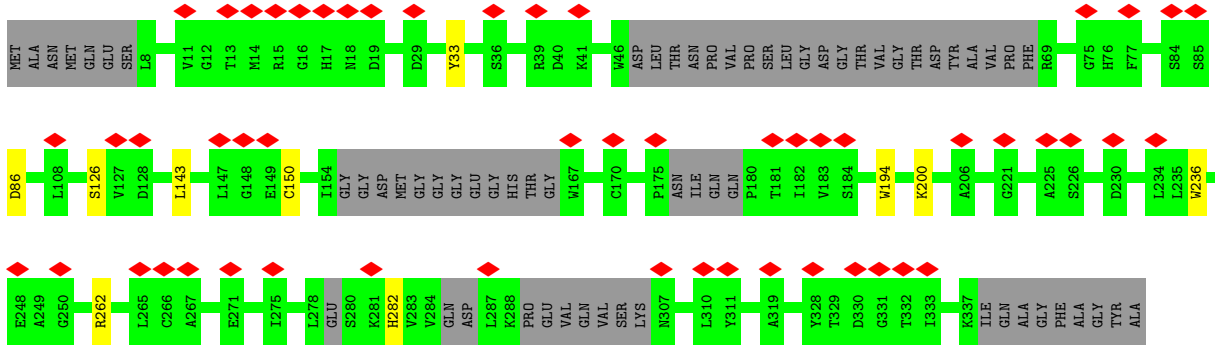 MET ALA ASN MET GLN GLU SER L8 V11 G12 T13 M14 R15 G16 H17 N18 D19 D29 Y33 S36 R39 D40 K41 W46 ASP LEU THR ASN PRO VAL PRO SER LEU GLY ASP GLY THR VAL GLY THR ASP TYR ALA VAL PRO PHE R69 G75 H76 F77 S84 S85
D86 L108 S126 V127 D128 L143 L147 G148 E149 C150 I154 GLY GLY ASP MET GLY GLY GLY GLU GLY HIS THR GLY W167 C170 P175 ASN ILE GLN GLN P180 T181 I182 V183 S184 W194 K200 A206 G221 A225 S226 D230 L234 L235 W236
E248 A249 G250 R262 L265 C266 A267 E271 I275 L278 GLU S280 K281 H282 V283 V284 GLN ASP L287 K288 PRO GLU VAL GLN VAL SER LYS N307 L310 Y311 A319 Y328 T329 D330 G331 T332 I333 K337 ILE GLN ALA GLY PHE ALA GLY TYR ALA